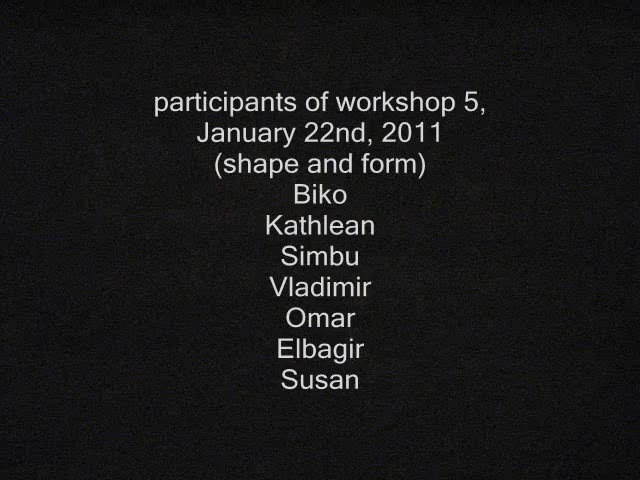 participants of workshop 5,
January 22nd, 2011
(shape and form)
Biko
Kathlean
Simbu
Vladimir
Omar
Elbagir
Susan